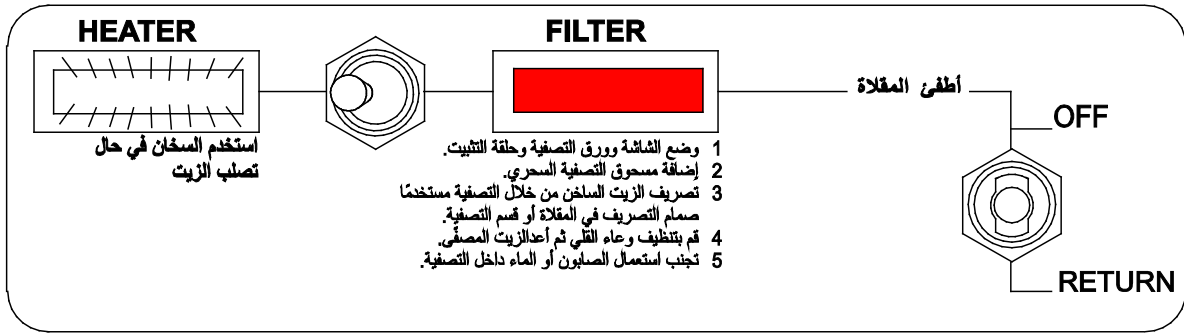 HEATER
استخدم السخان في حال
تصلب الزيت
FILTER
1 وضع الشاشة وورق التصفية وحلقة التثبيت.
2 إضافة مسحوق التصفية السحري.
3 تصريف الزيت الساخن من خلال التصفية مستخدمًا
صمام التصريف في المقلاة أو قسم التصفية.
4 قم بتنظيف وعاء القلي ثم أعدالزيت المصفّى.
5 تجنب استعمال الصابون أو الماء داخل التصفية.
أطفئ المقلاة
OFF
RETURN